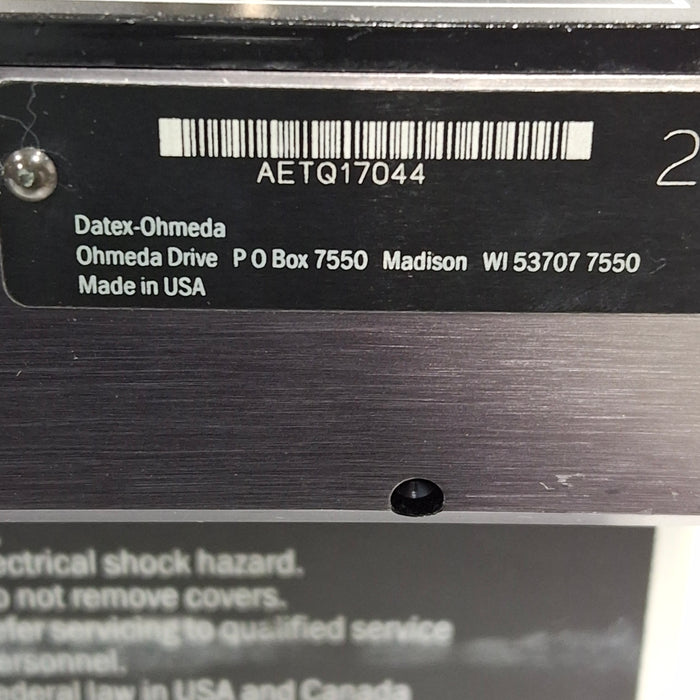 AETQ17044
2
Datex-Ohmeda
Ohmeda Drive P O Box 7550 Madison WI 53707 7550
Made in USA
ectrical shock hazard.
o not remove covers.
efer servicing to qualified service
ersonnel.
ederal law in USA and Canada